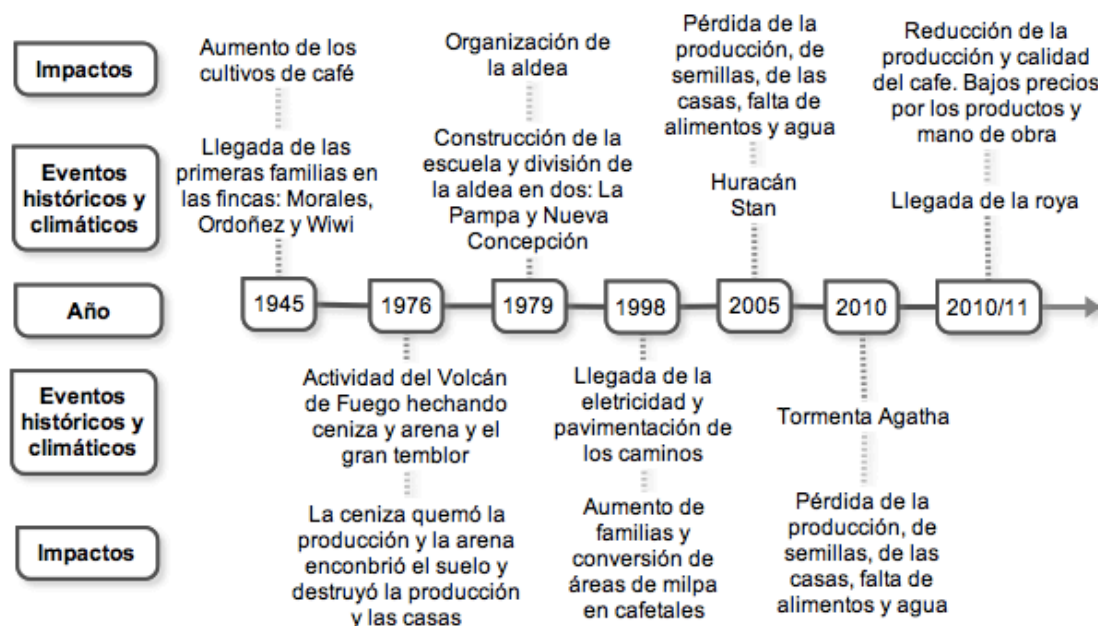 Impactos
Aumento de los
cultivos de café
Organización de
la aldea
Pérdida de la
producción, de
semillas, de las
casas, falta de
alimentos y agua
Reducción de la
producción y calidad
del cafe. Bajos precios
por los productos y
mano de obra
Eventos
históricos y
climáticos
Llegada de las
primeras familias en
las fincas: Morales,
Ordoñez y Wiwi
Construcción de la
escuela y división de
la aldea en dos: La
Pampa y Nueva
Concepción
Huracán
Stan
Llegada de la roya
Año
1945
1976
1979
1998
2005
2010
2010/11
Eventos
históricos y
climáticos
Actividad del Volcán
de Fuego hechando
ceniza y arena y el
gran temblor
Llegada de la
eletricidad y
pavimentación de
los caminos
Tormenta Agatha
Impactos
La ceniza quemó la
producción y la arena
enconbrió el suelo y
destruyó la producción
y las casas
Aumento de
familias y
conversión de
áreas de milpa
en cafetales
Pérdida de la
producción, de
semillas, de las
casas, falta de
alimentos y agua